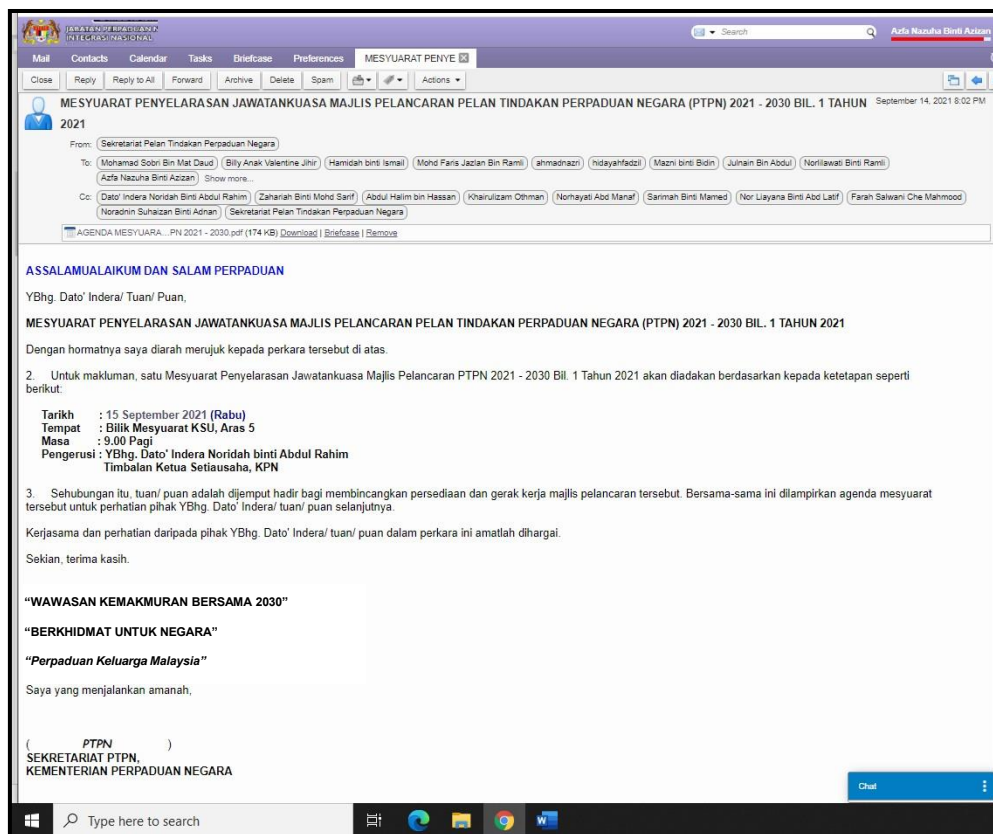 JABATAN PERPADUAN &
INTEGRASI NASIONAL
Search
Azfa Nazuha Binti Azizan
Mail Contacts Calendar Tasks Briefcase Preferences MESYUARAT PENYE
Close Reply Reply to All Forward Archive Delete Spam Actions
MESYUARAT PENYELARASAN JAWATANKUASA MAJLIS PELANCARAN PELAN TINDAKAN PERPADUAN NEGARA (PTPN) 2021 - 2030 BIL. 1 TAHUN September 14, 2021 8:02 PM
2021
From: Sekretariat Pelan Tindakan Perpaduan Negara
To: Mohamad Sobri Bin Mat Daud Billy Anak Valentine Jihir Hamidah binti Ismail Mohd Faris Jazlan Bin Ramli ahmadnazri hidayahfadzil Mazni binti Bidin Julnain Bin Abdul Norlilawati Binti Ramli
Azfa Nazuha Binti Azizan Show more...
Cc: Dato' Indera Noridah Binti Abdul Rahim Zahariah Binti Mohd Sarif Abdul Halim bin Hassan Khairulizam Othman Norhayati Abd Manaf Sarimah Binti Mamed Nor Liayana Binti Abd Latif Farah Salwani Che Mahmood
Noradnin Suhaizan Binti Adnan Sekretariat Pelan Tindakan Perpaduan Negara
AGENDA MESYUARA...PN 2021 - 2030.pdf (174 KB) Download | Briefcase | Remove
ASSALAMUALAIKUM DAN SALAM PERPADUAN
YBhg. Dato' Indera/ Tuan/ Puan,
MESYUARAT PENYELARASAN JAWATANKUASA MAJLIS PELANCARAN PELAN TINDAKAN PERPADUAN NEGARA (PTPN) 2021 - 2030 BIL. 1 TAHUN 2021
Dengan hormatnya saya diarah merujuk kepada perkara tersebut di atas.
2. Untuk makluman, satu Mesyuarat Penyelarasan Jawatankuasa Majlis Pelancaran PTPN 2021 - 2030 Bil. 1 Tahun 2021 akan diadakan berdasarkan kepada ketetapan seperti
berikut:
Tarikh : 15 September 2021 (Rabu)
Tempat : Bilik Mesyuarat KSU, Aras 5
Masa : 9.00 Pagi
Pengerusi : YBhg. Dato' Indera Noridah binti Abdul Rahim
Timbalan Ketua Setiausaha, KPN
3. Sehubungan itu, tuan/ puan adalah dijemput hadir bagi membincangkan persediaan dan gerak kerja majlis pelancaran tersebut. Bersama-sama ini dilampirkan agenda mesyuarat
tersebut untuk perhatian pihak YBhg. Dato' Indera/ tuan/ puan selanjutnya.
Kerjasama dan perhatian daripada pihak YBhg. Dato' Indera/ tuan/ puan dalam perkara ini amatlah dihargai.
Sekian, terima kasih.
“WAWASAN KEMAKMURAN BERSAMA 2030”
“BERKHIDMAT UNTUK NEGARA”
“Perpaduan Keluarga Malaysia”
Saya yang menjalankan amanah,
( PTPN )
SEKRETARIAT PTPN,
KEMENTERIAN PERPADUAN NEGARA
Chat
Type here to search